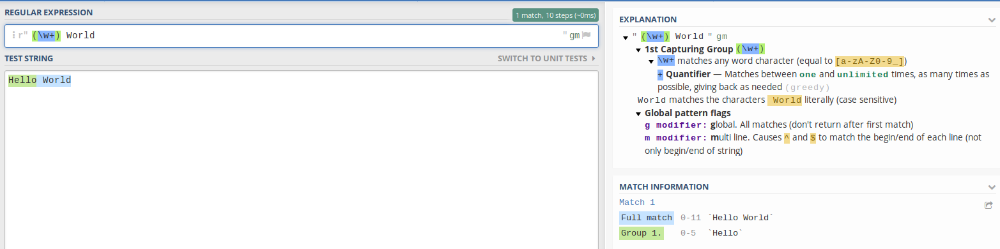 REGULAR EXPRESSION
1 match, 10 steps (~0ms)
r" (\w+) World " gm
TEST STRING
SWITCH TO UNIT TESTS
Hello World
EXPLANATION
" (\w+) World " gm
1st Capturing Group (\w+)
\w+ matches any word character (equal to [a-zA-Z0-9_])
+ Quantifier — Matches between one and unlimited times, as many times as
possible, giving back as needed (greedy)
World matches the characters World literally (case sensitive)
Global pattern flags
g modifier: global. All matches (don't return after first match)
m modifier: multi line. Causes ^ and $ to match the begin/end of each line (not
only begin/end of string)
MATCH INFORMATION
Match 1
Full match 0-11 `Hello World`
Group 1. 0-5 `Hello`